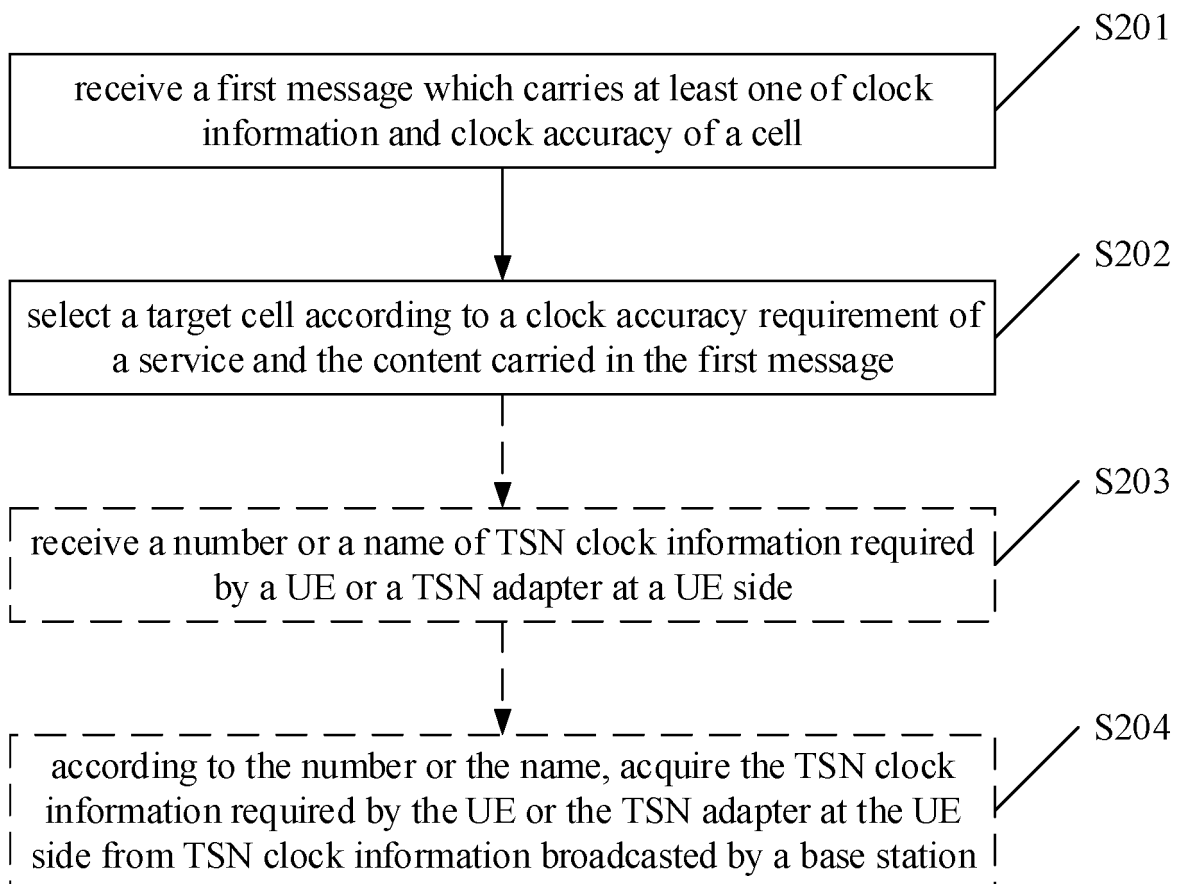 S201
receive a first message which carries at least one of clock
information and clock accuracy of a cell
S202
select a target cell according to a clock accuracy requirement of
a service and the content carried in the first message
S203
receive a number or a name of TSN clock information required
by a UE or a TSN adapter at a UE side
S204
according to the number or the name, acquire the TSN clock
information required by the UE or the TSN adapter at the UE
side from TSN clock information broadcasted by a base station